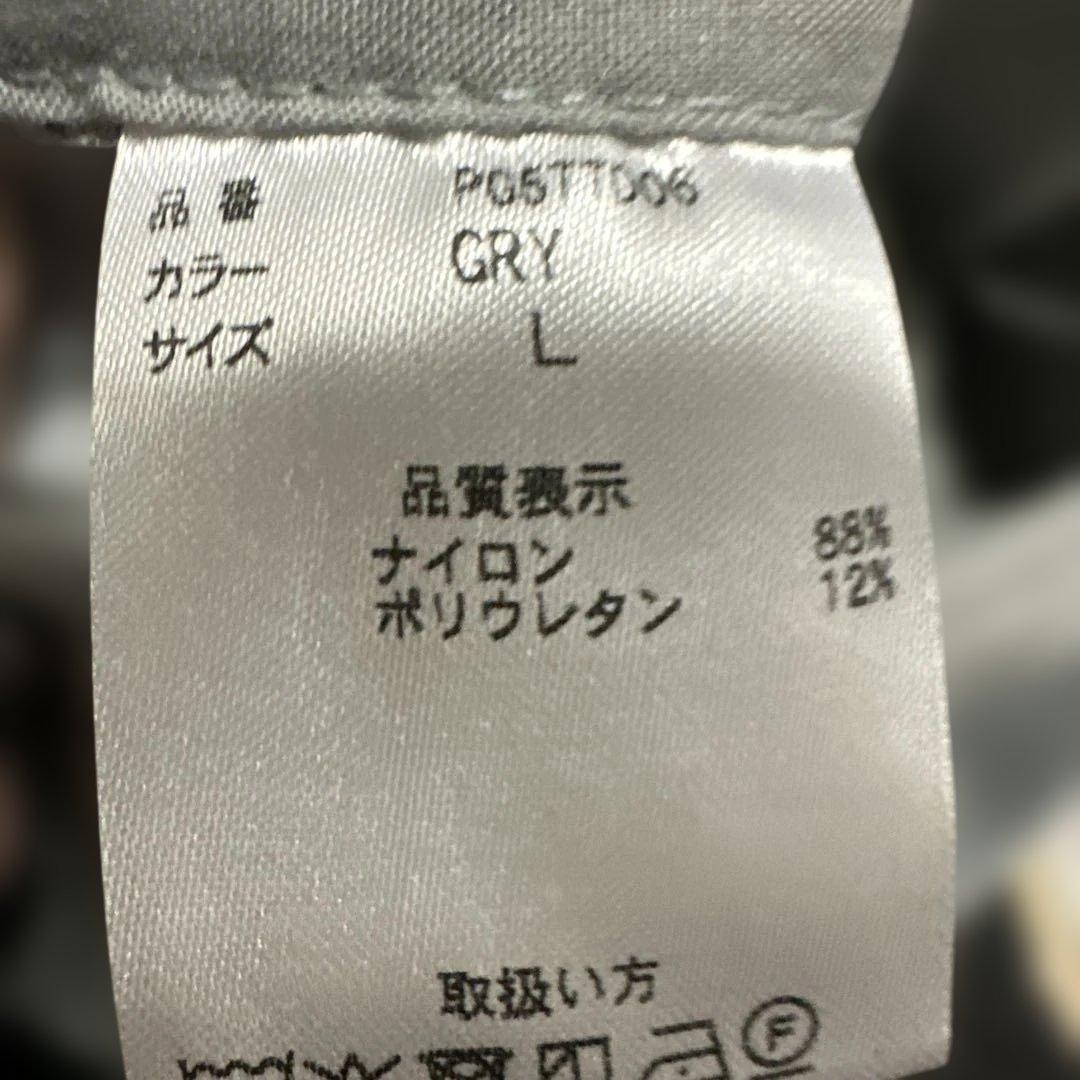 品番 PG5TT006
カラー GRY
サイズ L
品質表示
ナイロン 88%
ポリウレタン 12%
取扱い方
F